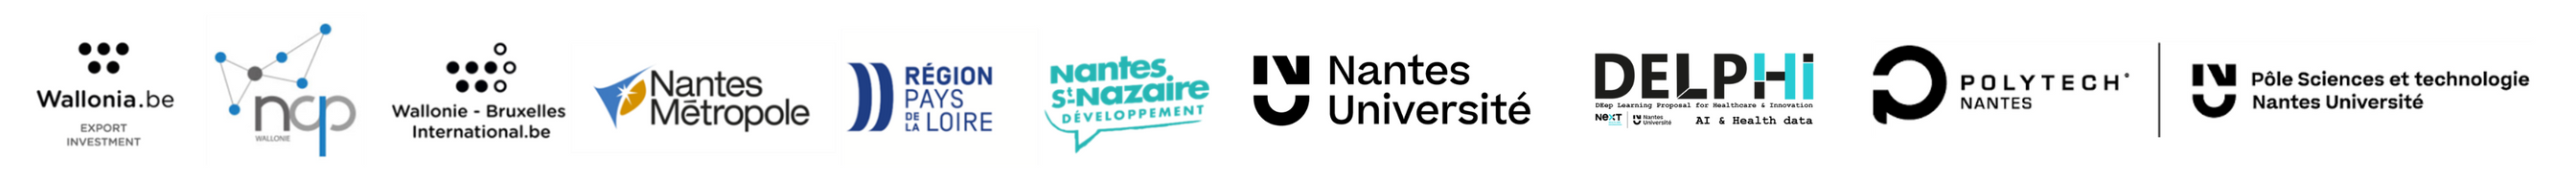 Wallonia.be
EXPORT
INVESTMENT
ncp
WALLONIE
Wallonie - Bruxelles
International.be
Nantes
Métropole
RÉGION
PAYS
DE LA LOIRE
Nantes
St-Nazaire
DÉVELOPPEMENT
Nantes
Université
DELPHi
DEep Learning Proposal for Healthcare & Innovation
NExT
Nantes
Université
AI & Health data
POLYTECH®
NANTES
Pôle Sciences et technologie
Nantes Université